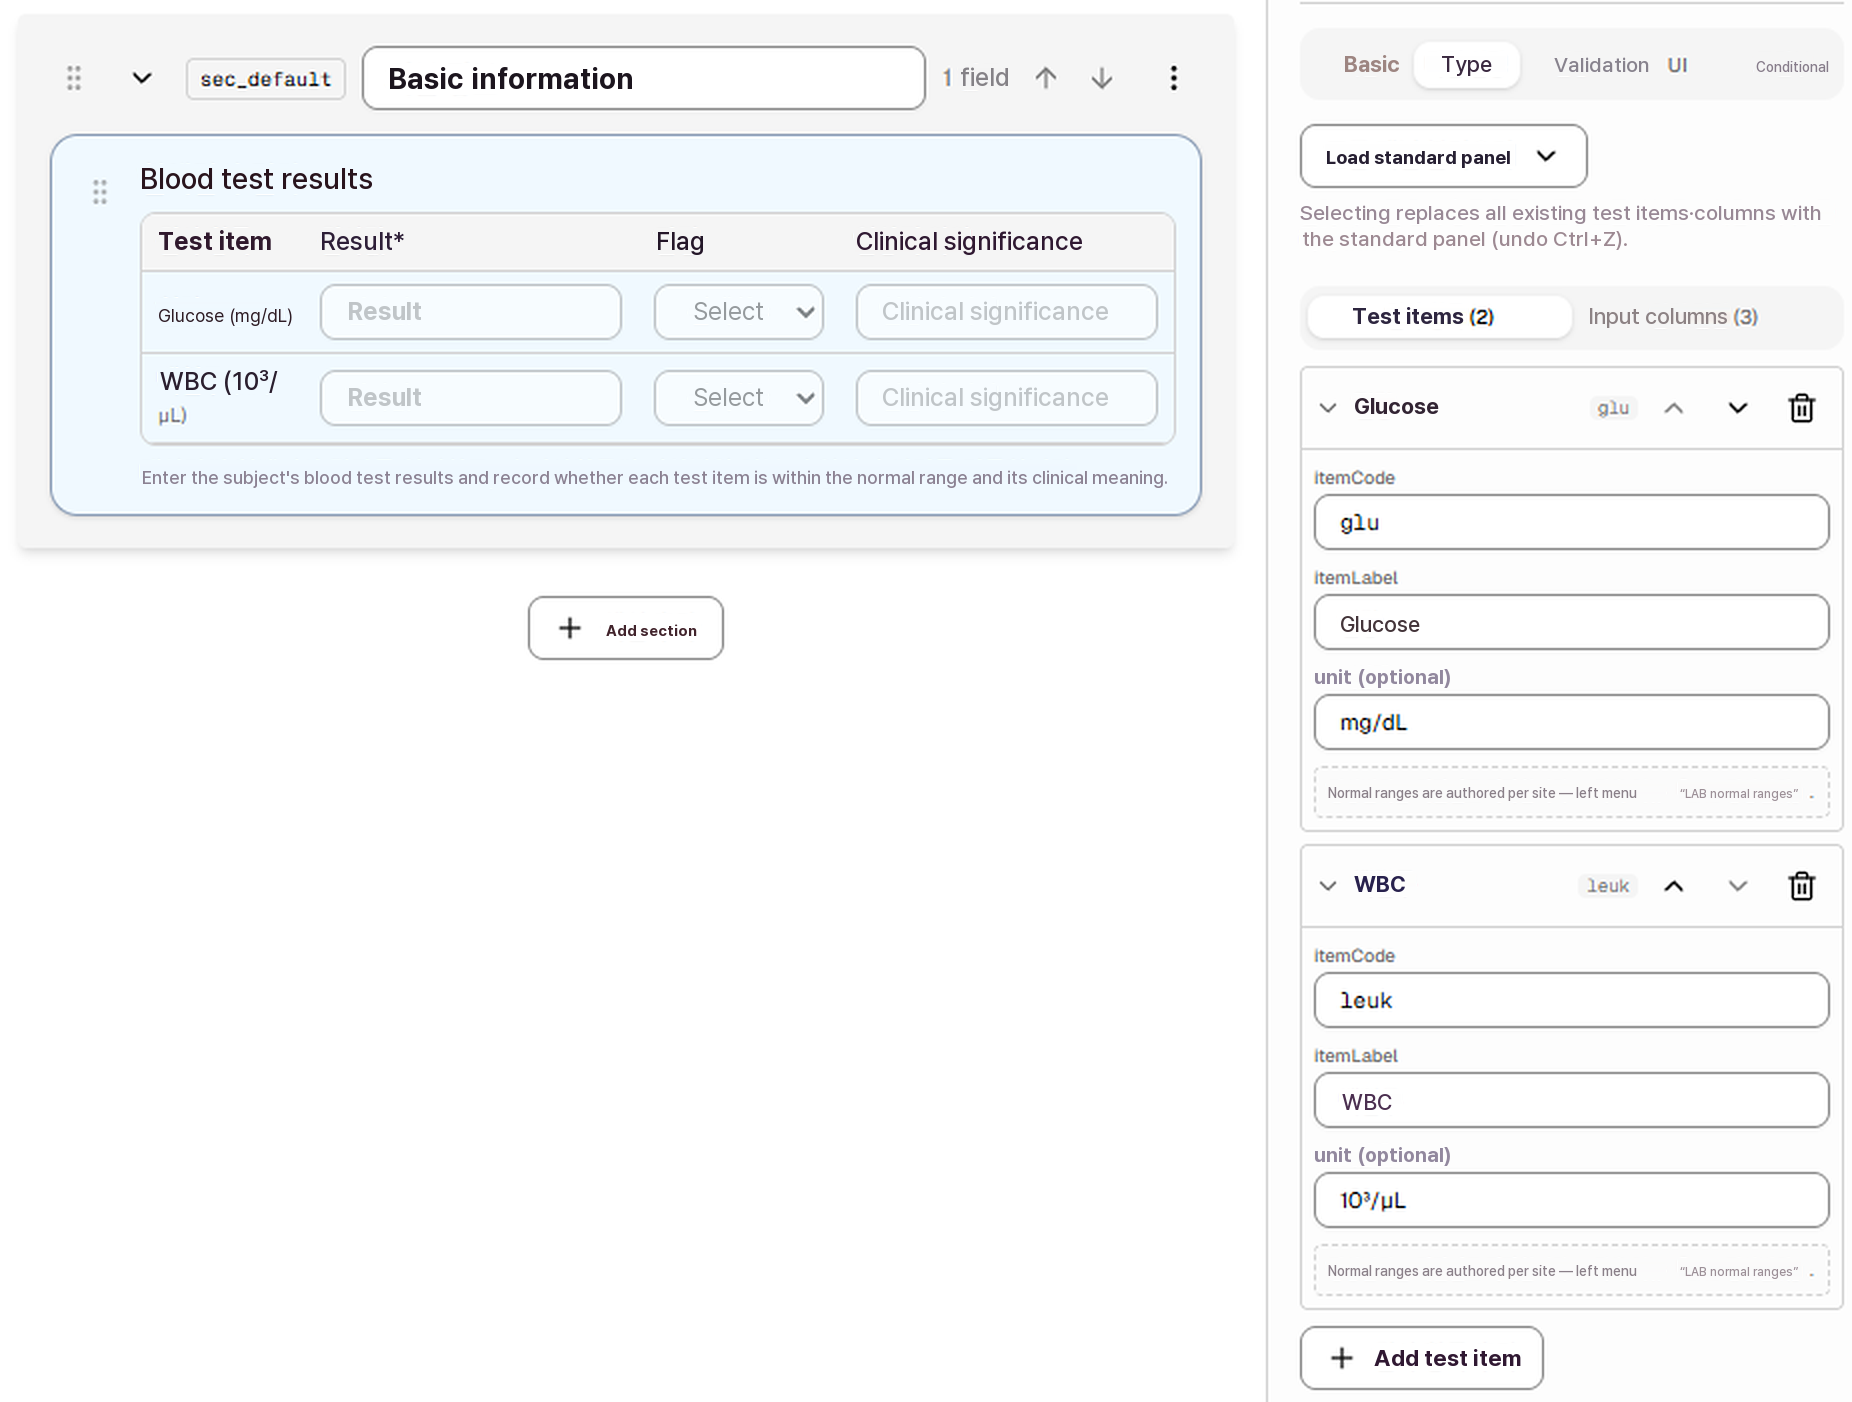 sec_default
Basic information
1 field
Blood test results
Test item Result* Flag Clinical significance
Glucose (mg/dL) Result Select Clinical significance
WBC (10³/
µL) Result Select Clinical significance
Enter the subject's blood test results and record whether each test item is within the normal range and its clinical meaning.
Add section
Basic Type Validation UI Conditional
Load standard panel
Selecting replaces all existing test items·columns with
the standard panel (undo Ctrl+Z).
Test items (2) Input columns (3)
Glucose glu
itemCode
glu
itemLabel
Glucose
unit (optional)
mg/dL
Normal ranges are authored per site — left menu “LAB normal ranges” .
WBC leuk
itemCode
leuk
itemLabel
WBC
unit (optional)
10³/µL
Normal ranges are authored per site — left menu “LAB normal ranges” .
Add test item